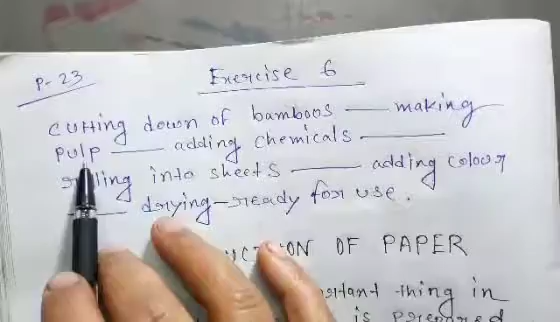 P-23
Exercise 6
Cutting down of bamboos — making
pulp — adding chemicals —
into sheets — adding colour
— drying-ready for use.
ON OF PAPER
thing in
is